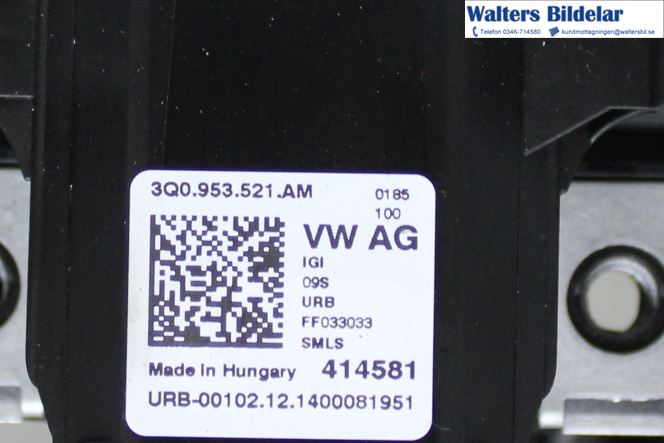 Walters Bildelar
Telefon 0346-714580 kundmottagningen@waltersbil.se
3Q0.953.521.AM 0185
100
VW AG
IGI
09S
URB
FF033033
SMLS
Made In Hungary 414581
URB-00102.12.1400081951